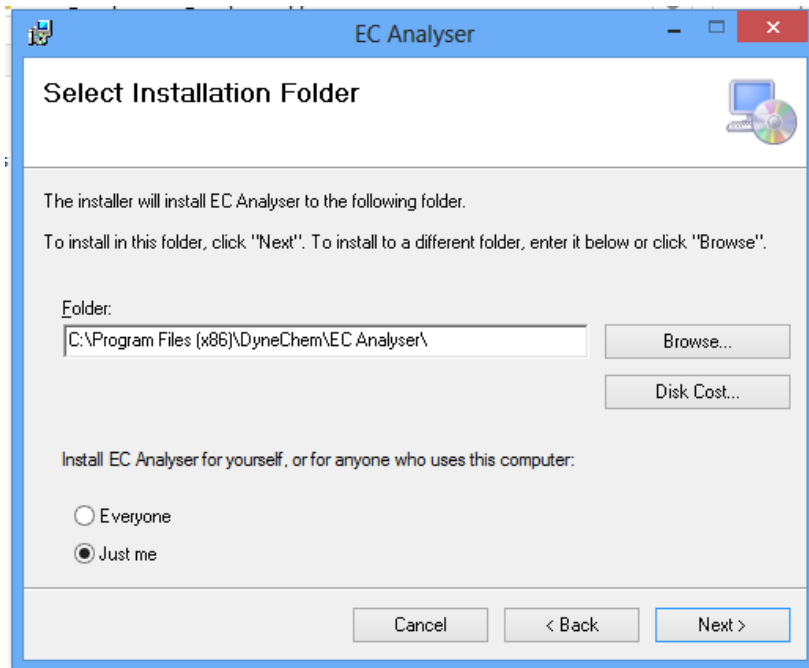 EC Analyser
Select Installation Folder
The installer will install EC Analyser to the following folder.
To install in this folder, click "Next". To install to a different folder, enter it below or click "Browse".
Folder:
C:\Program Files (x86)\DyneChem\EC Analyser\
Browse...
Disk Cost...
Install EC Analyser for yourself, or for anyone who uses this computer:
Everyone
Just me
Cancel
< Back
Next >